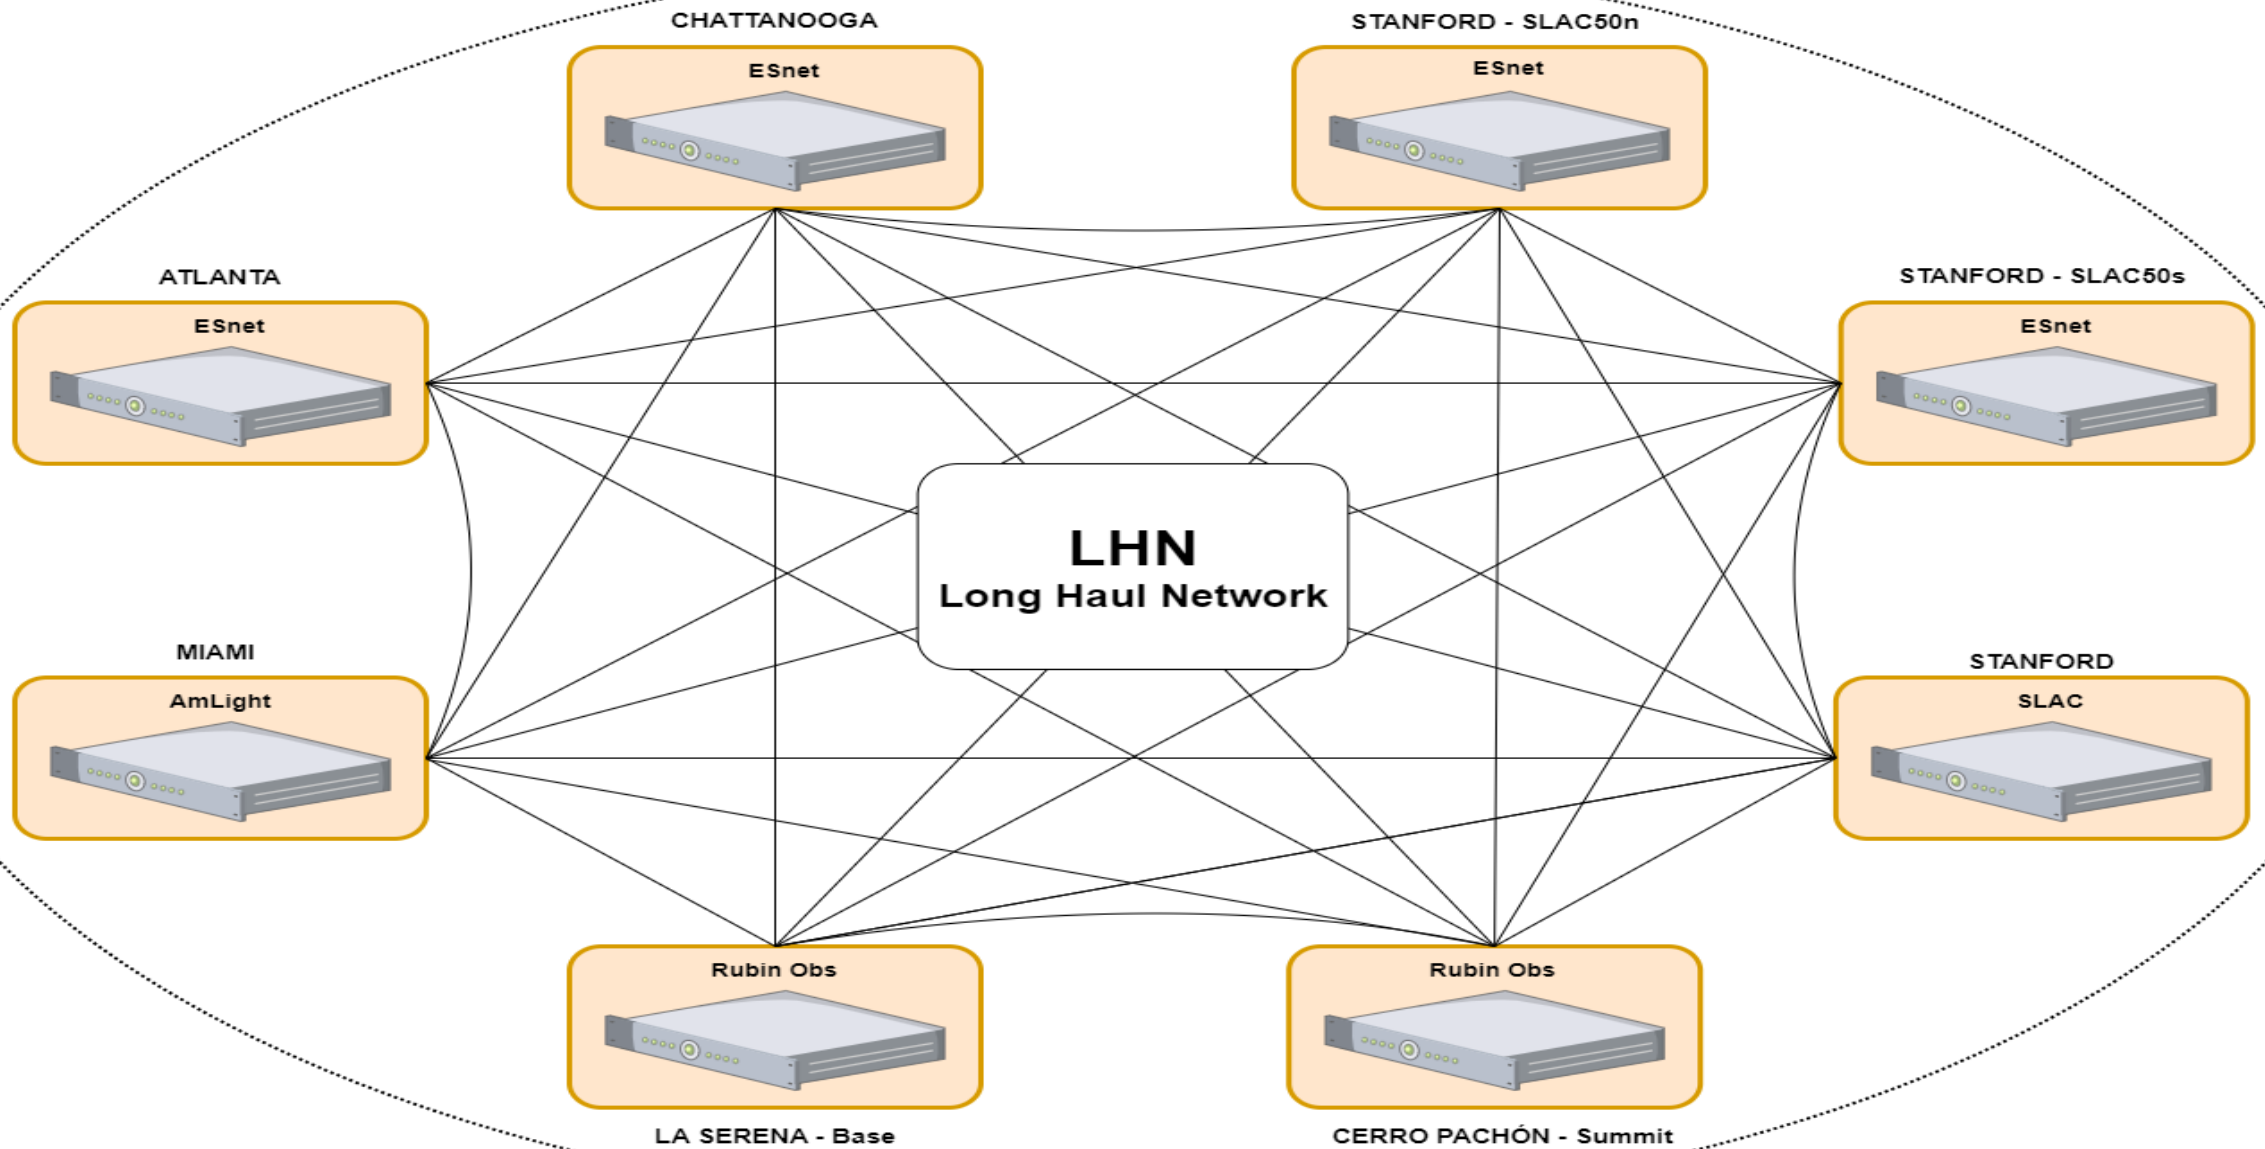 CHATTANOOGA
STANFORD - SLAC50n
ESnet
ESnet
ATLANTA
STANFORD - SLAC50s
ESnet
ESnet
LHN
Long Haul Network
MIAMI
STANFORD
AmLight
SLAC
Rubin Obs
Rubin Obs
LA SERENA - Base
CERRO PACHÓN - Summit